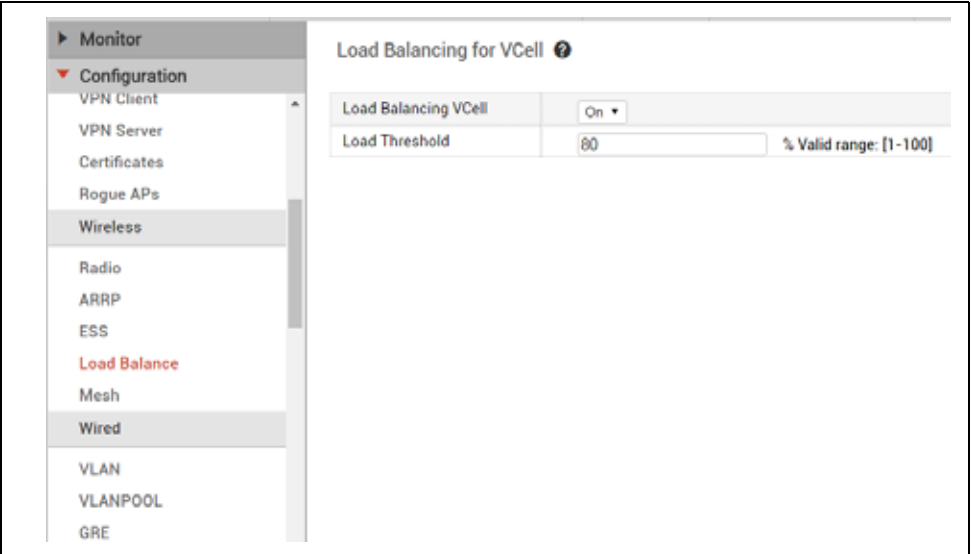 Monitor
Configuration
VPN Client
VPN Server
Certificates
Rogue APs
Wireless
Radio
ARRP
ESS
Load Balance
Mesh
Wired
VLAN
VLANPOOL
GRE
Load Balancing for VCell ?
Load Balancing VCell On
Load Threshold 80 % Valid range: [1-100]